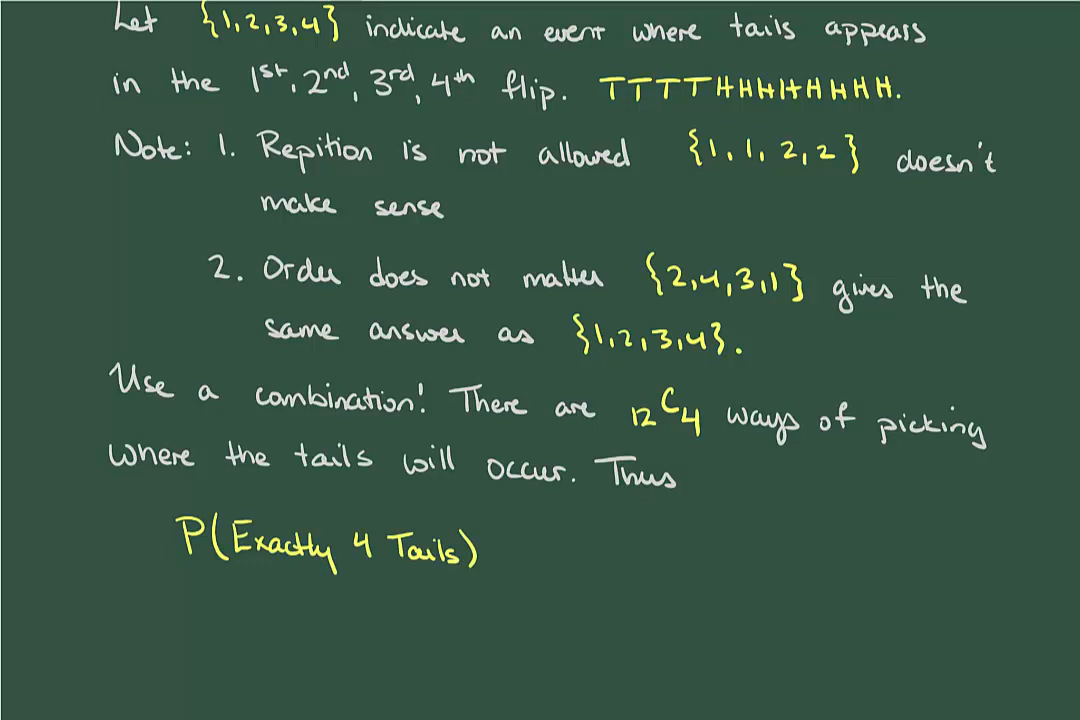 Let {1,2,3,4} indicate an event where tails appears
in the 1st, 2nd, 3rd, 4th flip. TTTTHHHHHHHH.
Note: 1. Repition is not allowed {1,1,2,2} doesn't
make sense
2. Order does not matter {2,4,3,1} gives the
same answer as {1,2,3,4}.
Use a combination! There are 12C4 ways of picking
where the tails will occur. Thus
P(Exactly 4 Tails)